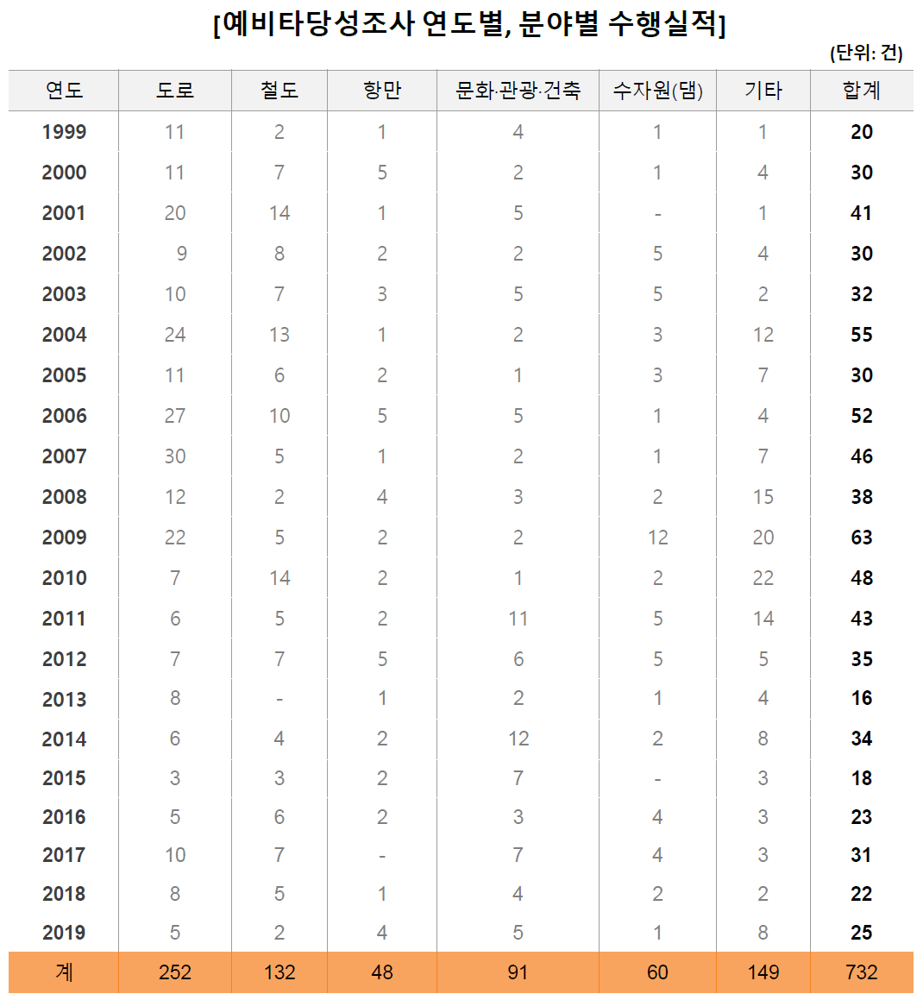 [예비타당성조사 연도별, 분야별 수행실적]
(단위: 건)
연도 도로 철도 항만 문화·관광·건축 수자원(댐) 기타 합계
1999 11 2 1 4 1 1 20
2000 11 7 5 2 1 4 30
2001 20 14 1 5 - 1 41
2002 9 8 2 2 5 4 30
2003 10 7 3 5 5 2 32
2004 24 13 1 2 3 12 55
2005 11 6 2 1 3 7 30
2006 27 10 5 5 1 4 52
2007 30 5 1 2 1 7 46
2008 12 2 4 3 2 15 38
2009 22 5 2 2 12 20 63
2010 7 14 2 1 2 22 48
2011 6 5 2 11 5 14 43
2012 7 7 5 6 5 5 35
2013 8 - 1 2 1 4 16
2014 6 4 2 12 2 8 34
2015 3 3 2 7 - 3 18
2016 5 6 2 3 4 3 23
2017 10 7 - 7 4 3 31
2018 8 5 1 4 2 2 22
2019 5 2 4 5 1 8 25
계 252 132 48 91 60 149 732